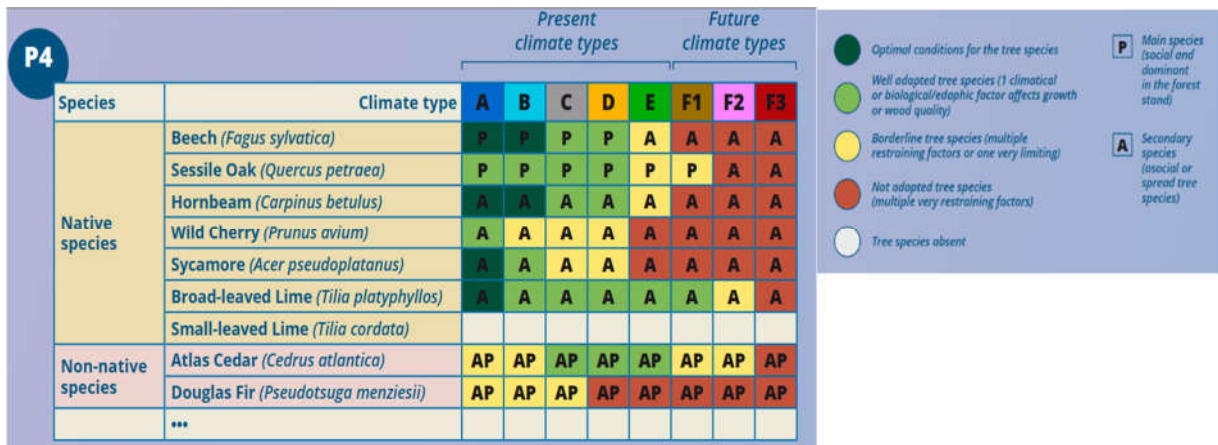 Present climate types
Future climate types
P4
Species Climate type A B C D E F1 F2 F3
Native species
Beech (Fagus sylvatica) P P P P A A A A
Sessile Oak (Quercus petraea) P P P P P P A A
Hornbeam (Carpinus betulus) A A A A A A A A
Wild Cherry (Prunus avium) A A A A A A A A
Sycamore (Acer pseudoplatanus) A A A A A A A A
Broad-leaved Lime (Tilia platyphyllos) A A A A A A A A
Small-leaved Lime (Tilia cordata)
Non-native species
Atlas Cedar (Cedrus atlantica) AP AP AP AP AP AP AP AP
Douglas Fir (Pseudotsuga menziesii) AP AP AP AP AP AP AP AP
...
Optimal conditions for the tree species
Well adapted tree species (1 climatical
or biological/edaphic factor affects growth
or wood quality)
Borderline tree species (multiple
restraining factors or one very limiting)
Not adapted tree species
(multiple very restraining factors)
Tree species absent
P Main species
(social and
dominant
in the forest
stand)
A Secondary
species
(asocial or
spread tree
species)